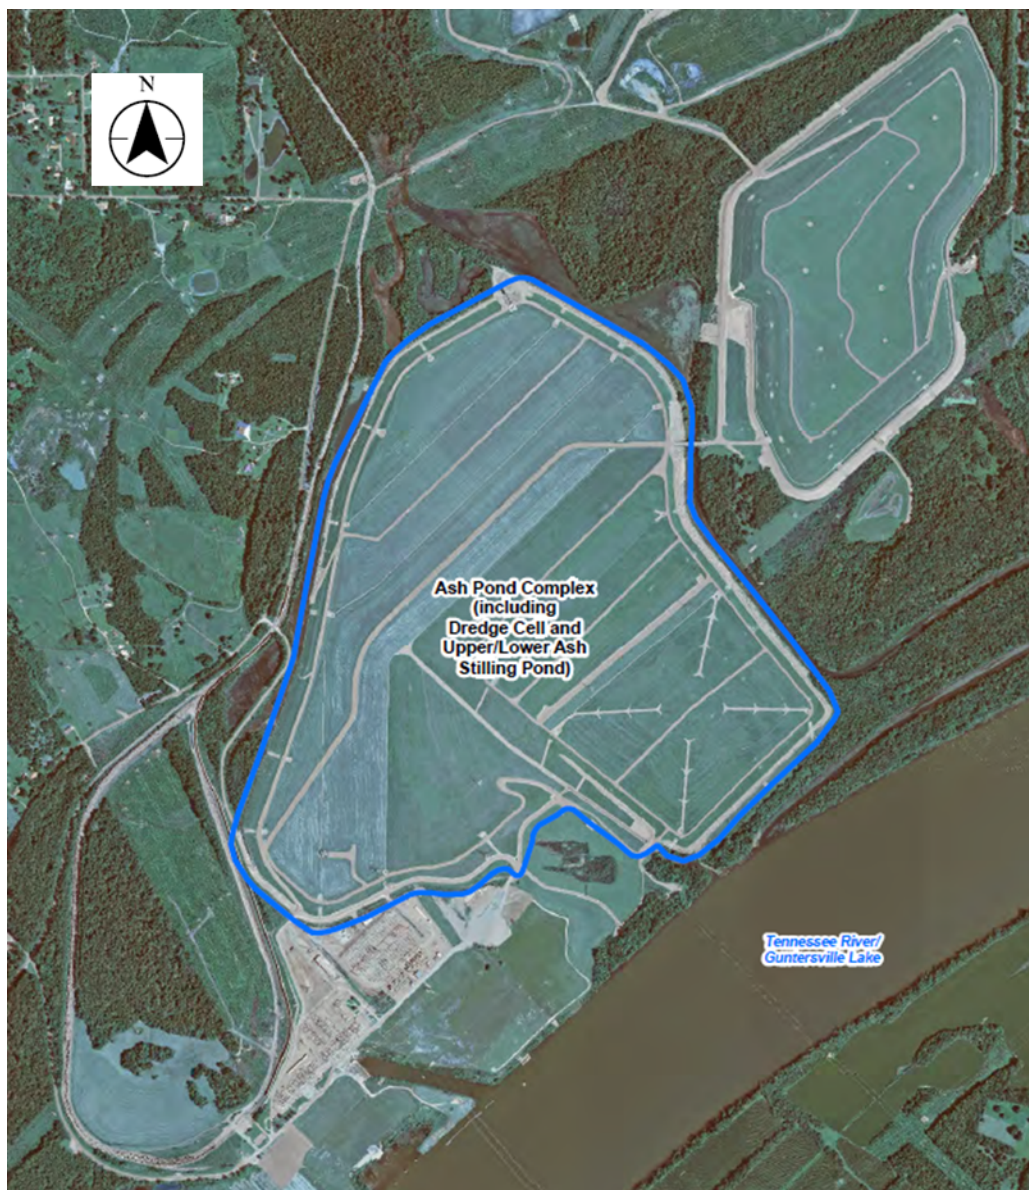 N
Ash Pond Complex
(including
Dredge Cell and
Upper/Lower Ash
Stilling Pond)
Tennessee River/
Guntersville Lake